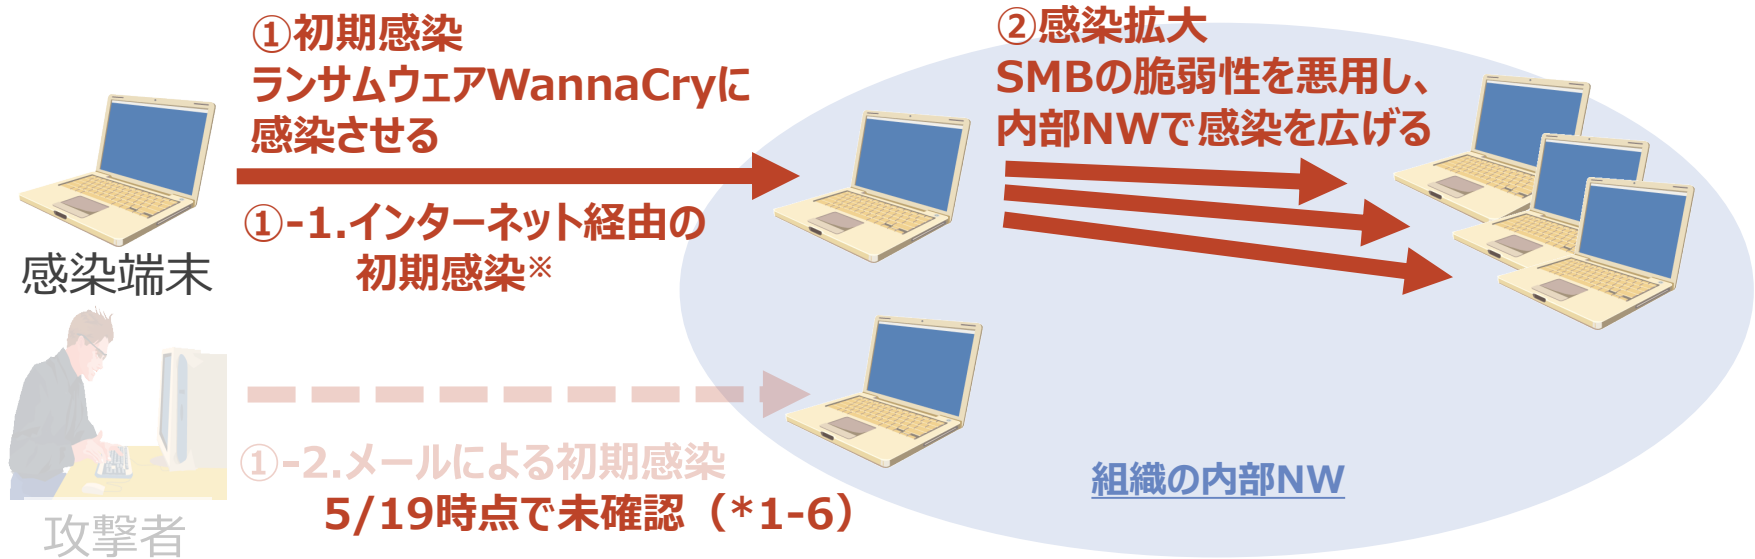 ①初期感染
ランサムウェアWannaCryに
感染させる
①-1.インターネット経由の
初期感染※
感染端末
②感染拡大
SMBの脆弱性を悪用し、
内部NWで感染を広げる
①-2.メールによる初期感染
5/19時点で未確認（*1-6）
攻撃者
組織の内部NW